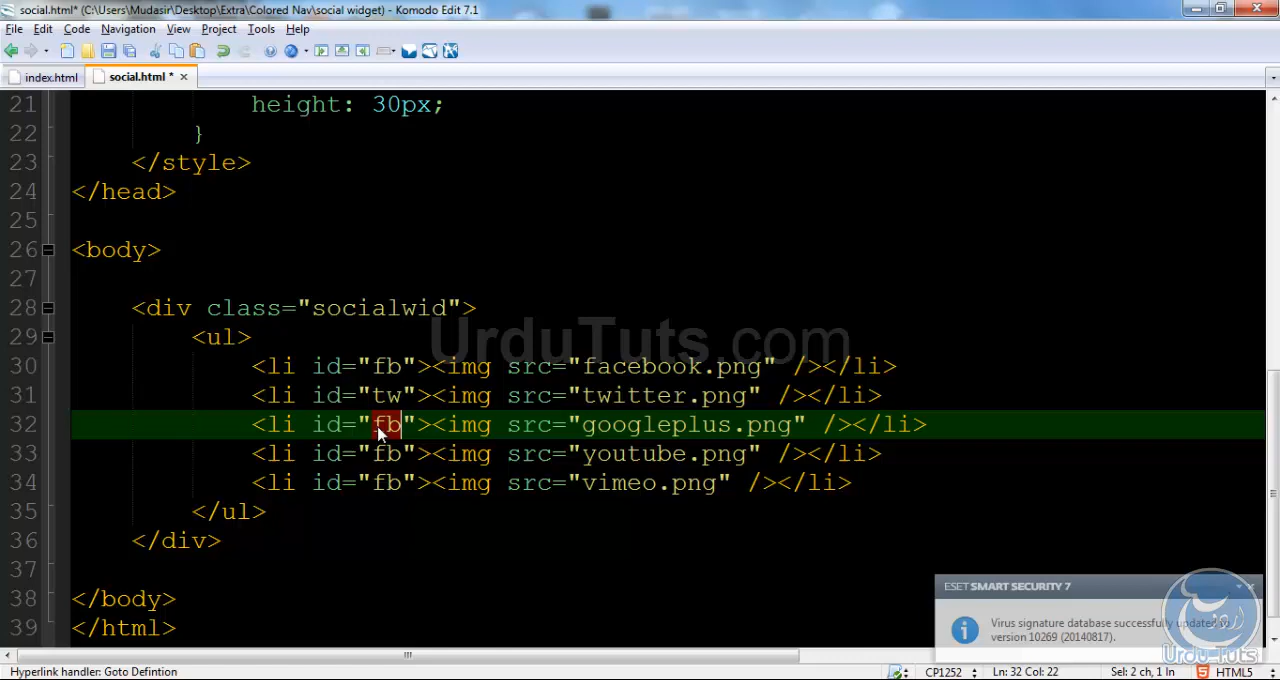 social.html* (C:\Users\Mudasir\Desktop\Extra\Colored Nav\social widget) - Komodo Edit 7.1
File Edit Code Navigation View Project Tools Help
index.html social.html *
21 height: 30px;
22 }
23 </style>
24 </head>
25
26 <body>
27
28 <div class="socialwid">
29 <ul>
UrduTuts.com
30 <li id="fb"><img src="facebook.png" /></li>
31 <li id="tw"><img src="twitter.png" /></li>
32 <li id="fb"><img src="googleplus.png" /></li>
33 <li id="fb"><img src="youtube.png" /></li>
34 <li id="fb"><img src="vimeo.png" /></li>
35 </ul>
36 </div>
37
38 </body>
39 </html>
ESET SMART SECURITY 7
Virus signature database successfully updated to
version 10269 (20140817).
اردو
Urdu Tuts
Hyperlink handler: Goto Defintion CP1252 Ln: 32 Col: 22 Sel: 2 ch, 1 ln HTML5